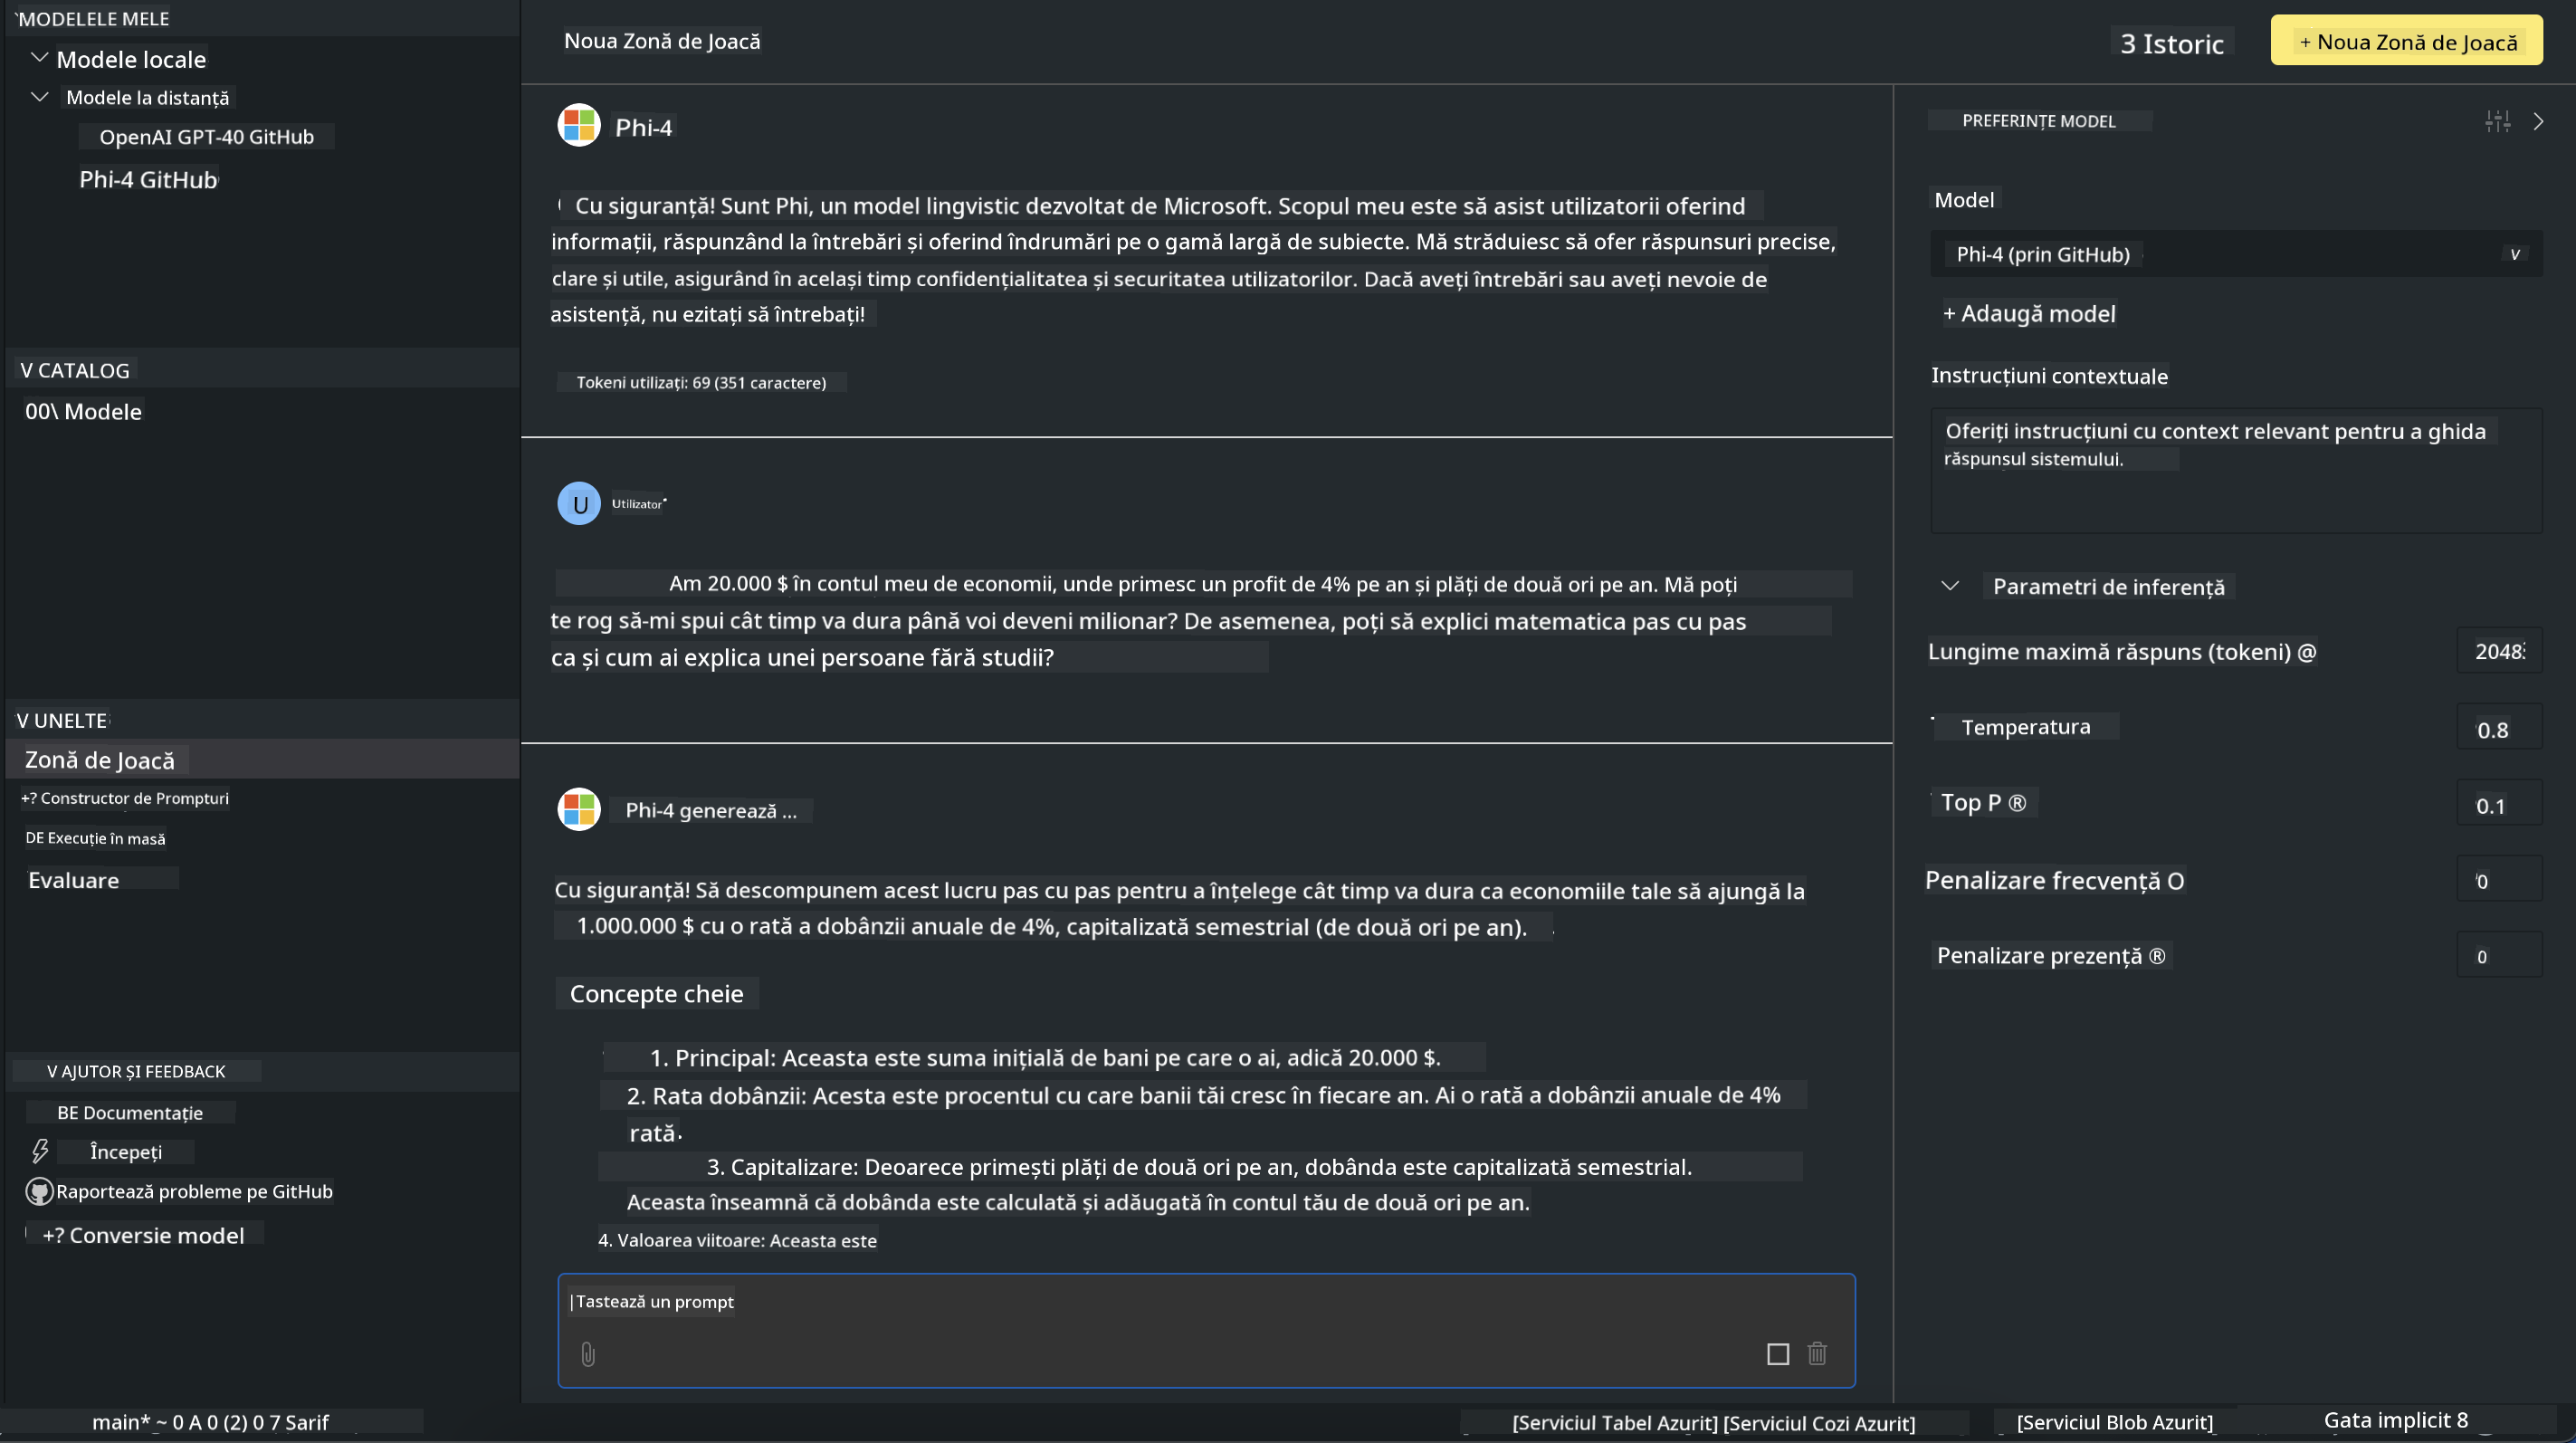 MODELELE MELE
Modele locale
Modele la distanță
OpenAI GPT-40 GitHub
Phi-4 GitHub
V CATALOG
00\ Modele
V UNELTE
Zonă de Joacă
+? Constructor de Prompturi
DE Execuție în masă
Evaluare
V AJUTOR ȘI FEEDBACK
BE Documentație
Începeți
Raportează probleme pe GitHub
+? Conversie model
Noua Zonă de Joacă
3 Istoric
+ Noua Zonă de Joacă
Phi-4
Cu siguranță! Sunt Phi, un model lingvistic dezvoltat de Microsoft. Scopul meu este să asist utilizatorii oferind
informații, răspunzând la întrebări și oferind îndrumări pe o gamă largă de subiecte. Mă străduiesc să ofer răspunsuri precise,
clare și utile, asigurând în același timp confidențialitatea și securitatea utilizatorilor. Dacă aveți întrebări sau aveți nevoie de
asistență, nu ezitați să întrebați!
Tokeni utilizați: 69 (351 caractere)
U
Utilizator
Am 20.000 $ în contul meu de economii, unde primesc un profit de 4% pe an și plăți de două ori pe an. Mă poți
te rog să-mi spui cât timp va dura până voi deveni milionar? De asemenea, poți să explici matematica pas cu pas
ca și cum ai explica unei persoane fără studii?
Phi-4 generează ...
Cu siguranță! Să descompunem acest lucru pas cu pas pentru a înțelege cât timp va dura ca economiile tale să ajungă la
1.000.000 $ cu o rată a dobânzii anuale de 4%, capitalizată semestrial (de două ori pe an).
Concepte cheie
1. Principal: Aceasta este suma inițială de bani pe care o ai, adică 20.000 $.
2. Rata dobânzii: Acesta este procentul cu care banii tăi cresc în fiecare an. Ai o rată a dobânzii anuale de 4%
rată.
3. Capitalizare: Deoarece primești plăți de două ori pe an, dobânda este capitalizată semestrial.
Aceasta înseamnă că dobânda este calculată și adăugată în contul tău de două ori pe an.
4. Valoarea viitoare: Aceasta este
|Tastează un prompt
PREFERINȚE MODEL
Model
Phi-4 (prin GitHub)
v
+ Adaugă model
Instrucțiuni contextuale
Oferiți instrucțiuni cu context relevant pentru a ghida
răspunsul sistemului.
Parametri de inferență
Lungime maximă răspuns (tokeni) @
2048
Temperatura
0.8
Top P ®
0.1
Penalizare frecvență O
0
Penalizare prezență ®
0
main* ~ 0 A 0 (2) 0 7 Sarif
[Serviciul Tabel Azurit] [Serviciul Cozi Azurit]
[Serviciul Blob Azurit]
Gata implicit 8